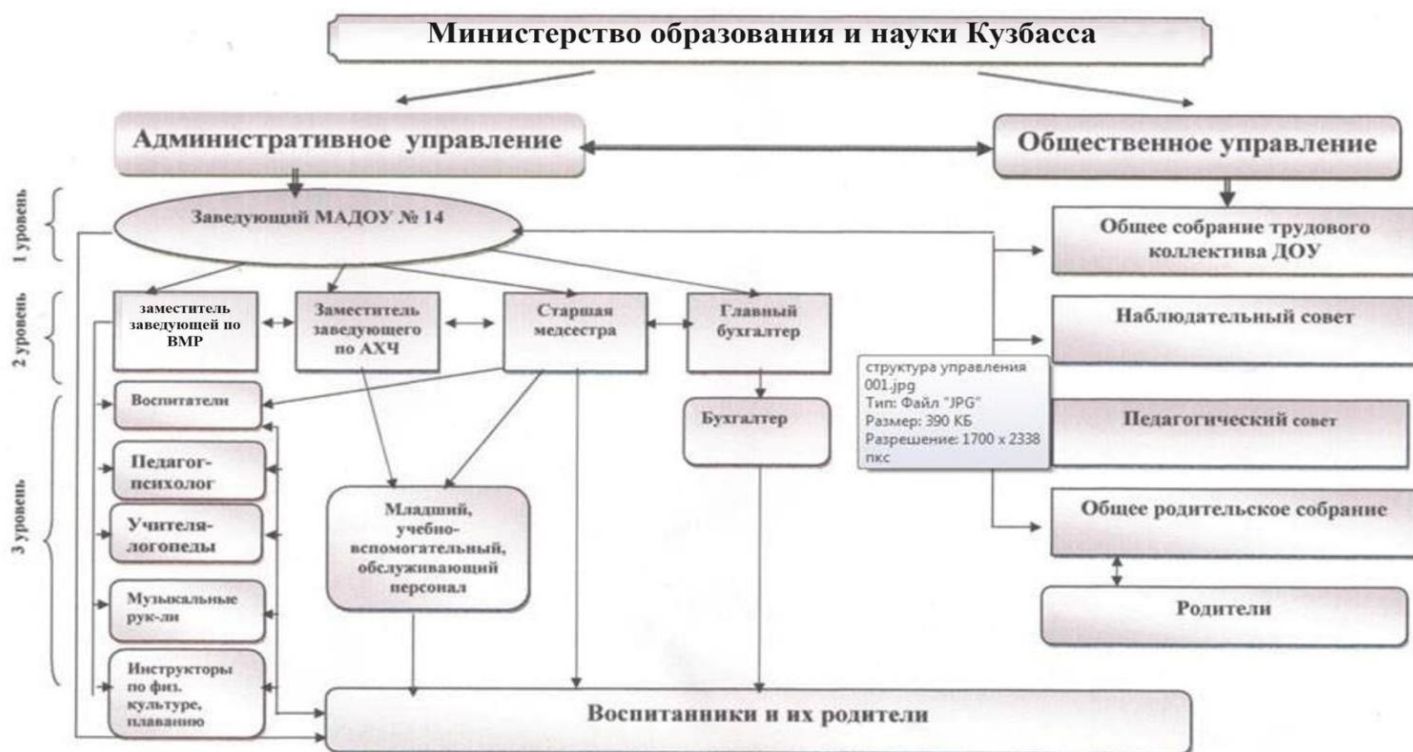 Министерство образования и науки Кузбасса
Административное управление
Общественное управление
1 уровень
Заведующий МАДОУ № 14
Общее собрание трудового
коллектива ДОУ
2 уровень
заместитель
заведующей по
ВМР
Заместитель
заведующего
по АХЧ
Старшая
медсестра
Главный
бухгалтер
Наблюдательный совет
структура управления
001.jpg
Тип: Файл "JPG"
Размер: 390 КБ
Разрешение: 1700 x 2338
пкс
Педагогический совет
3 уровень
Воспитатели
Педагог-
психолог
Учителя-
логопеды
Музыкальные
рук-ли
Инструкторы
по физ.
культуре,
плаванию
Младший,
учебно-
вспомогательный,
обслуживающий
персонал
Бухгалтер
Общее родительское собрание
Родители
Воспитанники и их родители